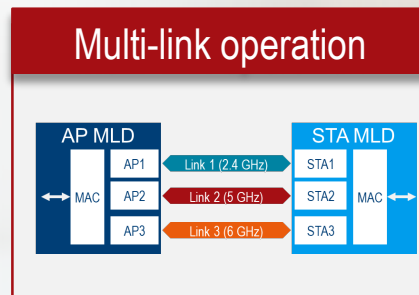 Multi-link operation
AP MLD
STA MLD
MAC
AP1
Link 1 (2.4 GHz)
STA1
AP2
Link 2 (5 GHz)
STA2
MAC
AP3
Link 3 (6 GHz)
STA3